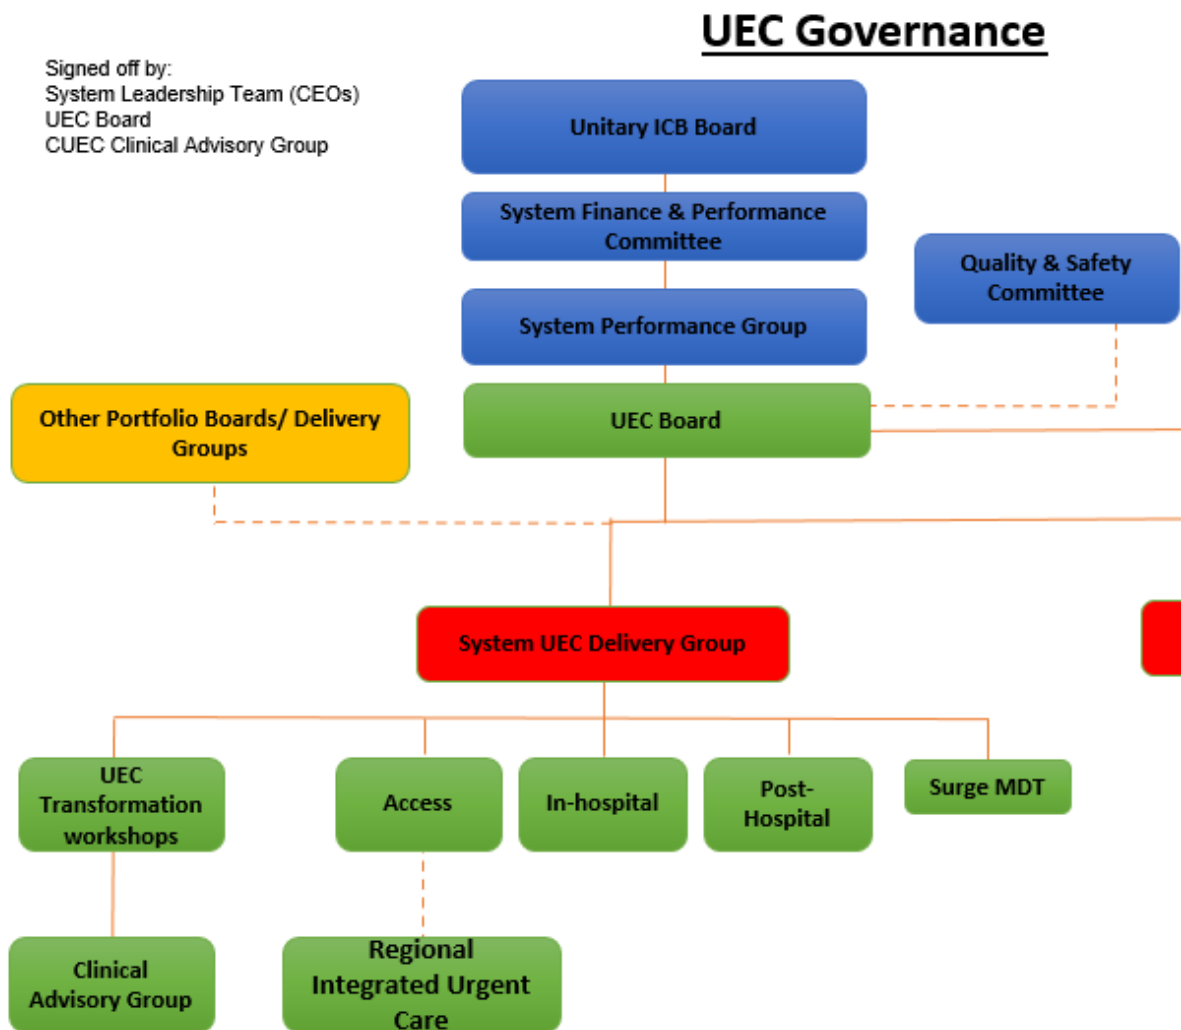 UEC Governance
Signed off by:
System Leadership Team (CEOs)
UEC Board
CUEC Clinical Advisory Group
Unitary ICB Board
System Finance & Performance
Committee
Quality & Safety
Committee
System Performance Group
Other Portfolio Boards/ Delivery
Groups
UEC Board
System UEC Delivery Group
UEC
Transformation
workshops
Access
In-hospital
Post-
Hospital
Surge MDT
Clinical
Advisory Group
Regional
Integrated Urgent
Care